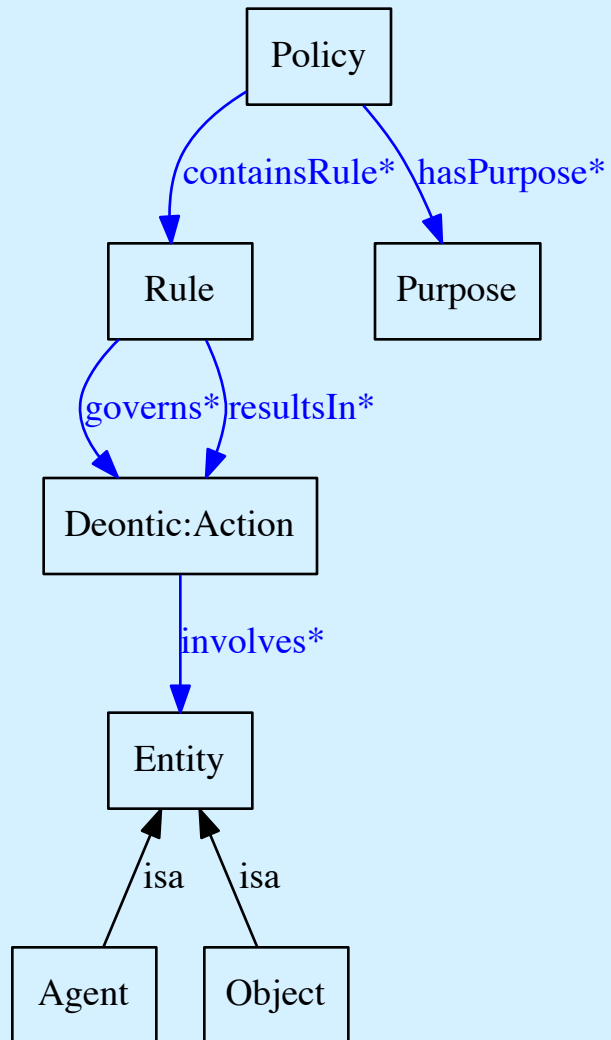 Policy
containsRule*
hasPurpose*
Rule
Purpose
governs*
resultsIn*
Deontic:Action
involves*
Entity
isa
isa
Agent
Object